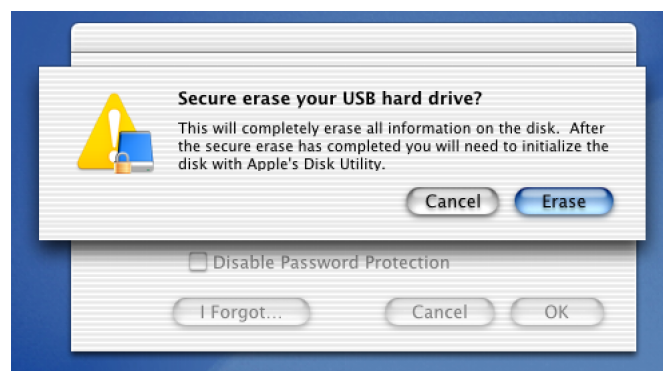 Secure erase your USB hard drive?
This will completely erase all information on the disk.  After
the secure erase has completed you will need to initialize the
disk with Apple's Disk Utility.
Cancel
Erase
Disable Password Protection
I Forgot...
Cancel
OK